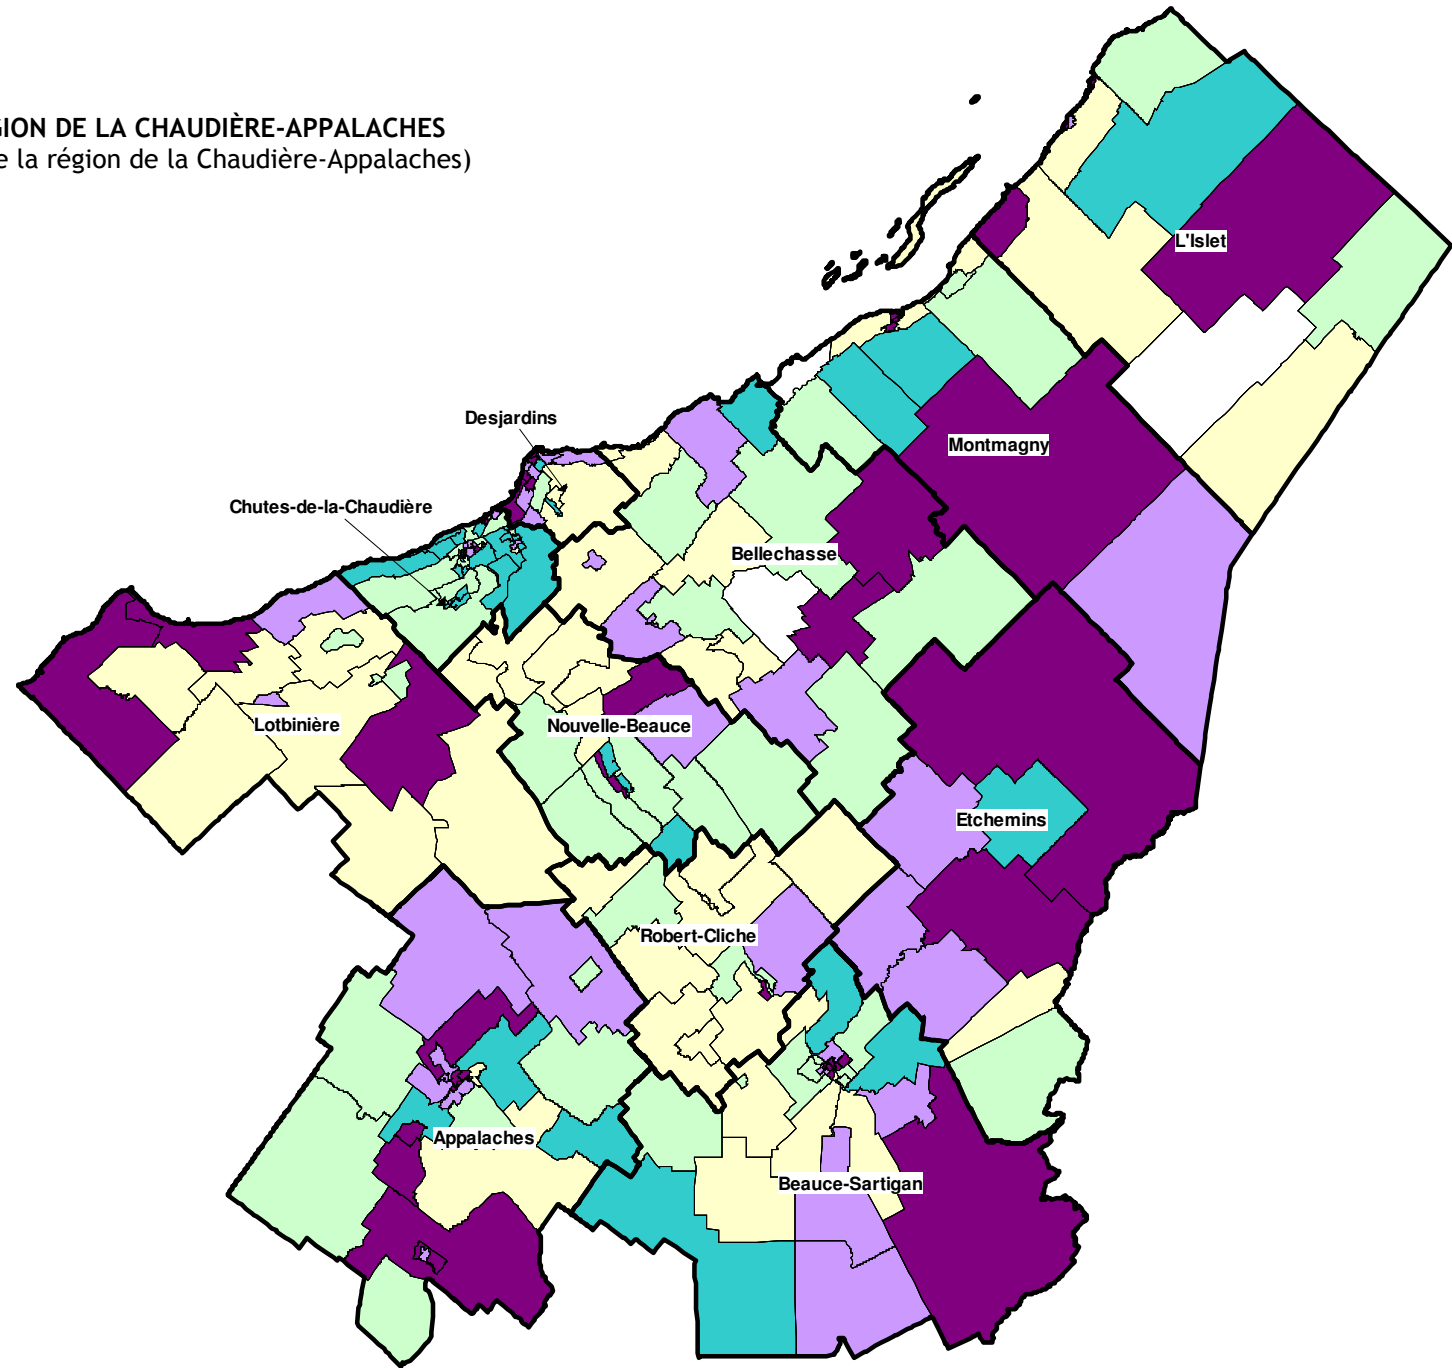 GION DE LA CHAUDIÈRE-APPALACHES
e la région de la Chaudière-Appalaches)
L'Islet
Desjardins
Montmagny
Chutes-de-la-Chaudière
Bellechasse
Lotbinière
Nouvelle-Beauce
Etchemins
Robert-Cliche
Appalaches
Beauce-Sartigan